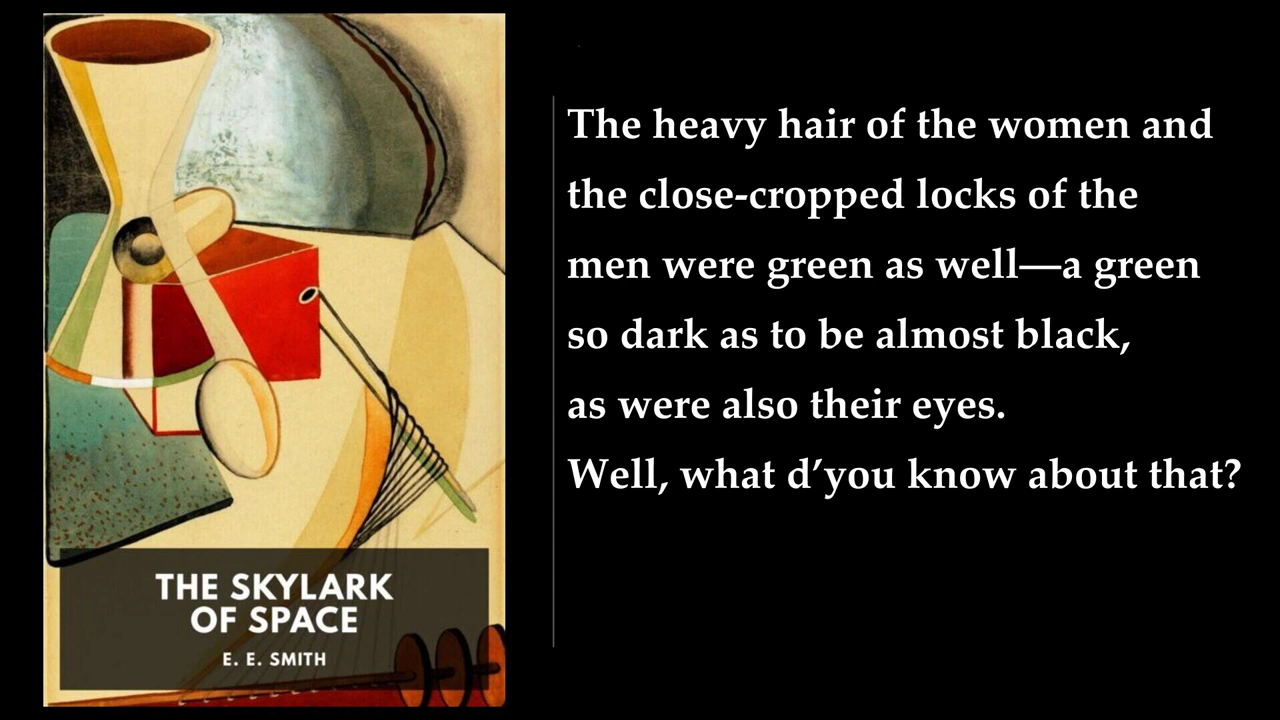 THE SKYLARK
OF SPACE
E. E. SMITH
The heavy hair of the women and
the close-cropped locks of the
men were green as well—a green
so dark as to be almost black,
as were also their eyes.
Well, what d’you know about that?